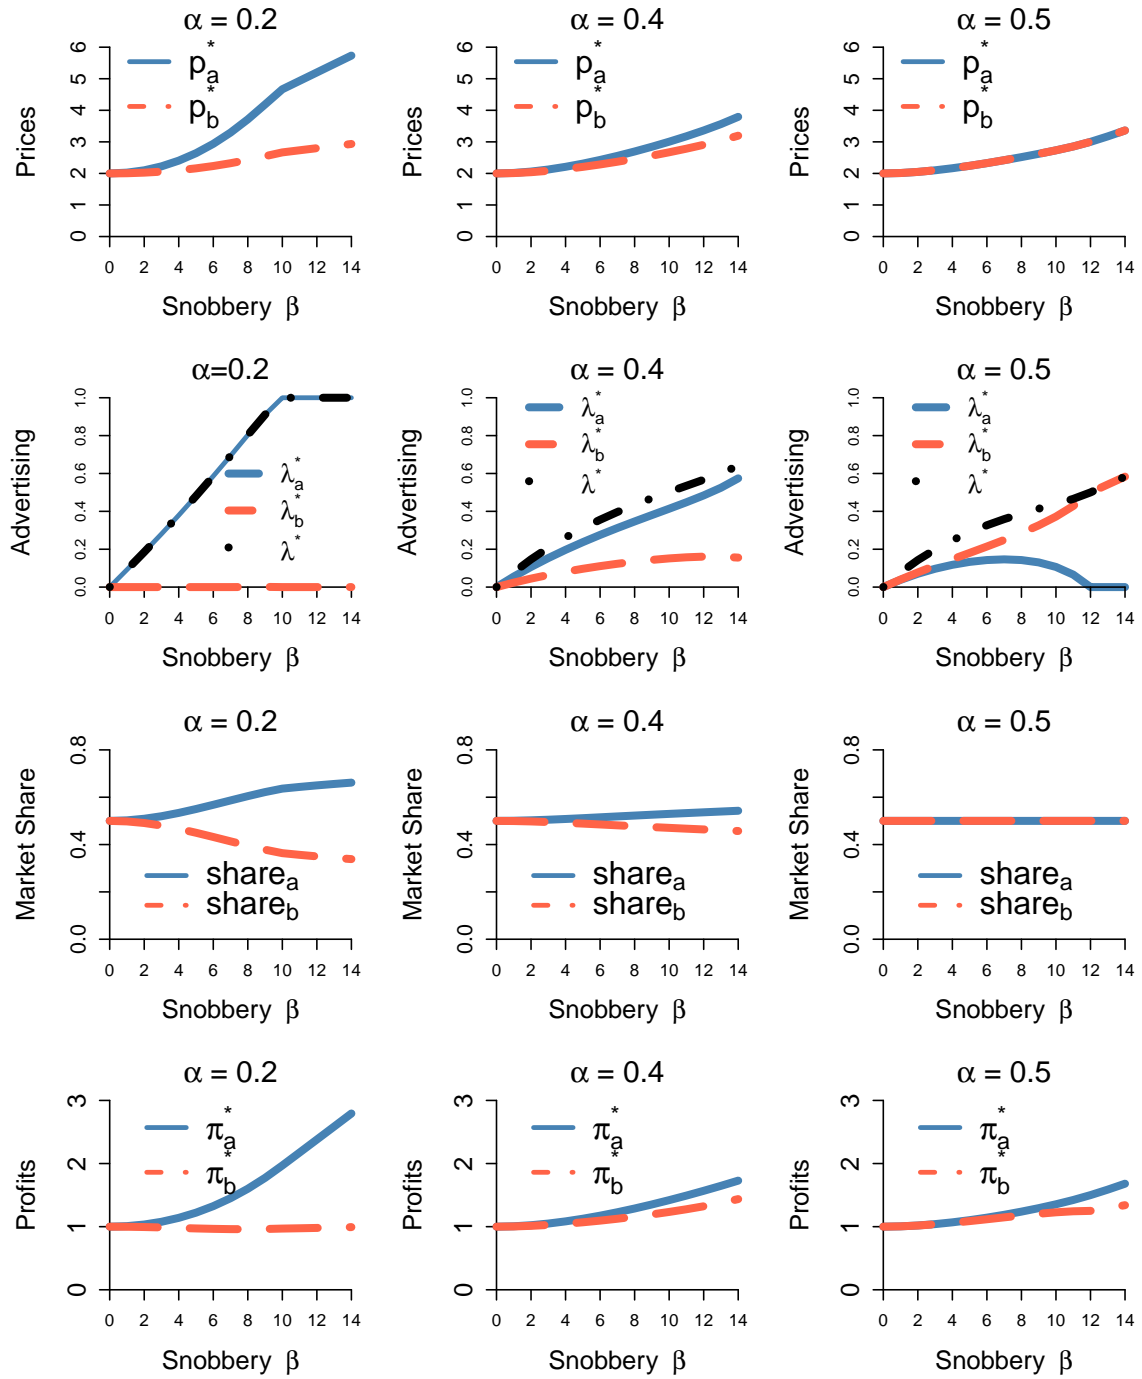 α = 0.2 α = 0.4 α = 0.5
Prices
0 1 2 3 4 5 6
p*a
p*b
0 2 4 6 8 10 12 14
Snobbery β
Prices
0 1 2 3 4 5 6
p*a
p*b
0 2 4 6 8 10 12 14
Snobbery β
Prices
0 1 2 3 4 5 6
p*a
p*b
0 2 4 6 8 10 12 14
Snobbery β
α=0.2 α = 0.4 α = 0.5
Advertising
0.0 0.2 0.4 0.6 0.8 1.0
λ*a
λ*b
λ*
0 2 4 6 8 10 12 14
Snobbery β
Advertising
0.0 0.2 0.4 0.6 0.8 1.0
λ*a
λ*b
λ*
0 2 4 6 8 10 12 14
Snobbery β
Advertising
0.0 0.2 0.4 0.6 0.8 1.0
λ*a
λ*b
λ*
0 2 4 6 8 10 12 14
Snobbery β
α = 0.2 α = 0.4 α = 0.5
Market Share
0.0 0.4 0.8
sharea
shareb
0 2 4 6 8 10 12 14
Snobbery β
Market Share
0.0 0.4 0.8
sharea
shareb
0 2 4 6 8 10 12 14
Snobbery β
Market Share
0.0 0.4 0.8
sharea
shareb
0 2 4 6 8 10 12 14
Snobbery β
α = 0.2 α = 0.4 α = 0.5
Profits
0 1 2 3
π*a
π*b
0 2 4 6 8 10 12 14
Snobbery β
Profits
0 1 2 3
π*a
π*b
0 2 4 6 8 10 12 14
Snobbery β
Profits
0 1 2 3
π*a
π*b
0 2 4 6 8 10 12 14
Snobbery β